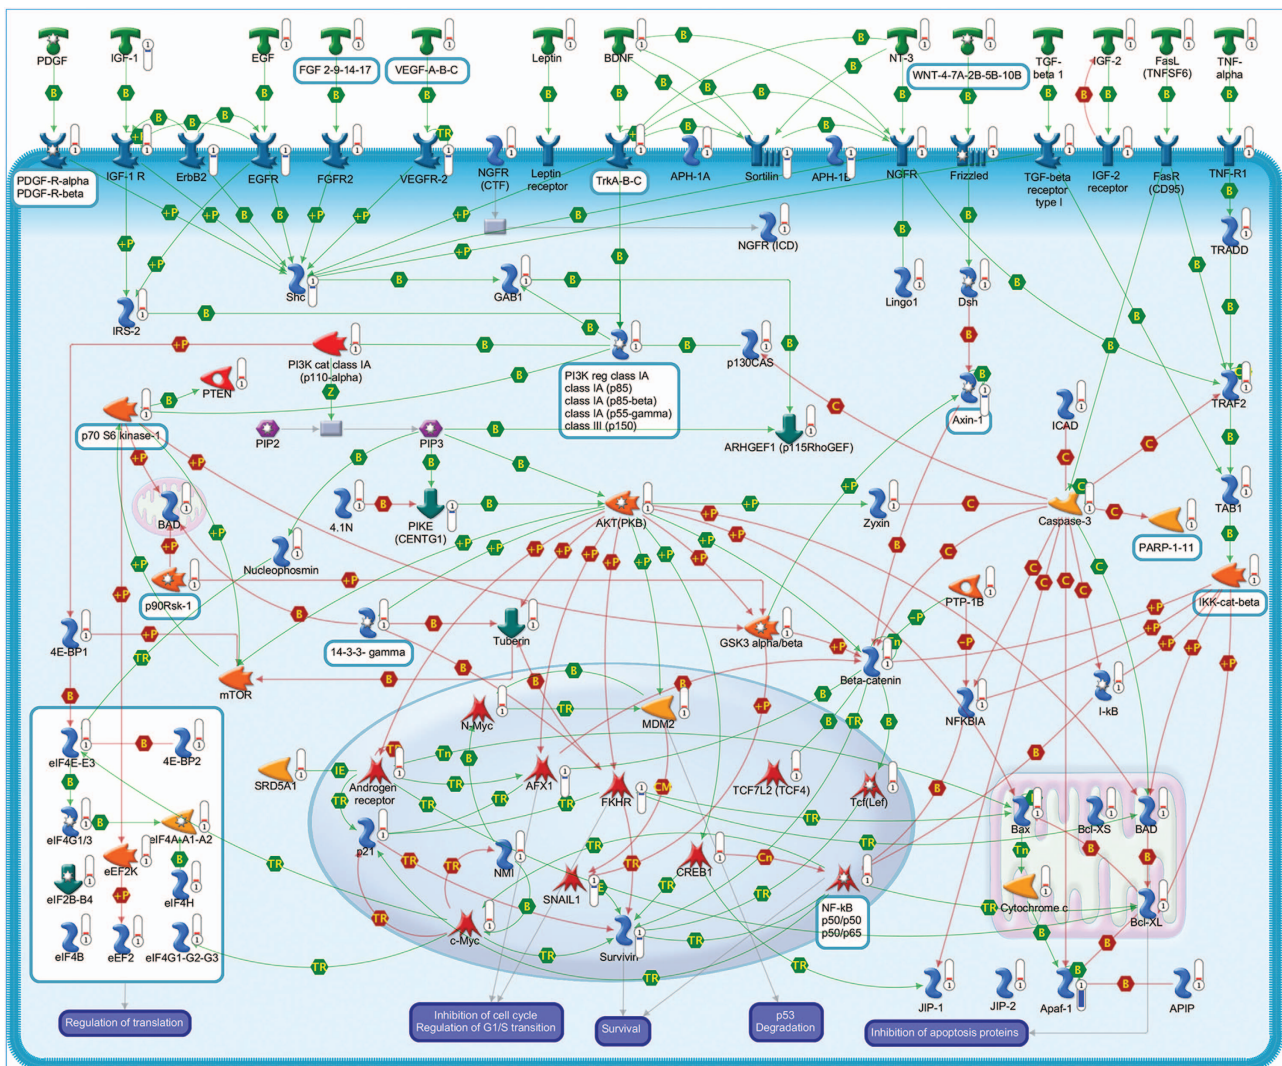 PDGF
IGF-1
EGF
FGF 2-9-14-17
VEGF-A-B-C
Leptin
BDNF
NT-3
WNT-4-7A-2B-5B-10B
TGF-
beta 1
IGF-2
FasL
(TNFSF6)
TNF-
alpha
PDGF-R-alpha
PDGF-R-beta
IGF-1 R
ErbB2
EGFR
FGFR2
VEGFR-2
NGFR
(CTF)
Leptin
receptor
TrkA-B-C
APH-1A
Sortilin
APH-1B
NGFR
Frizzled
TGF-beta
receptor
type I
IGF-2
receptor
FasR
(CD95)
TNF-R1
NGFR (ICD)
TRADD
Shc
GAB1
Lingo1
Dsh
IRS-2
PI3K cat class IA
(p110-alpha)
PI3K reg class IA
class IA (p85)
class IA (p85-beta)
class IA (p55-gamma)
class III (p150)
p130CAS
PTEN
Axin-1
ICAD
TRAF2
p70 S6 kinase-1
PIP2
PIP3
ARHGEF1 (p115RhoGEF)
BAD
4.1N
PIKE
(CENTG1)
AKT(PKB)
Zyxin
Caspase-3
PARP-1-11
TAB1
Nucleophosmin
p90Rsk-1
PTP-1B
IKK-cat-beta
4E-BP1
14-3-3- gamma
Tuberin
GSK3 alpha/beta
Beta-catenin
mTOR
NFKBIA
I-kB
N-Myc
MDM2
eIF4E-E3
4E-BP2
SRD5A1
Androgen
receptor
AFX1
FKHR
TCF7L2 (TCF4)
Tcf(Lef)
Bax
Bcl-XS
BAD
eIF4G1/3
eIF4A-A1-A2
p21
NMI
CREB1
eEF2K
eIF2B-B4
eIF4H
SNAIL1
NF-kB
p50/p50
p50/p65
Cytochrome c
Bcl-XL
c-Myc
Survivin
eIF4B
eEF2
eIF4G1-G2-G3
JIP-1
JIP-2
Apaf-1
APIP
Regulation of translation
Inhibition of cell cycle
Regulation of G1/S transition
Survival
p53
Degradation
Inhibition of apoptosis proteins